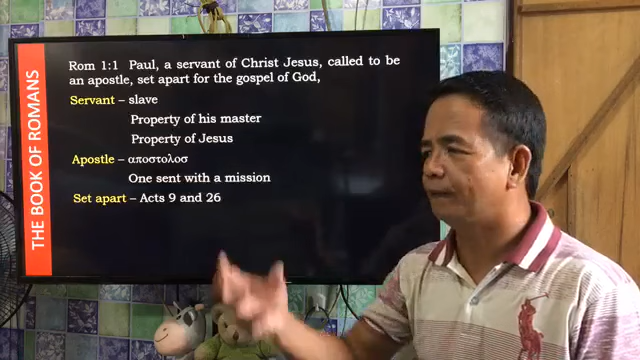 THE BOOK OF ROMANS
Rom 1:1 Paul, a servant of Christ Jesus, called to be
an apostle, set apart for the gospel of God,
Servant – slave
Property of his master
Property of Jesus
Apostle – αποστολοσ
One sent with a mission
Set apart – Acts 9 and 26